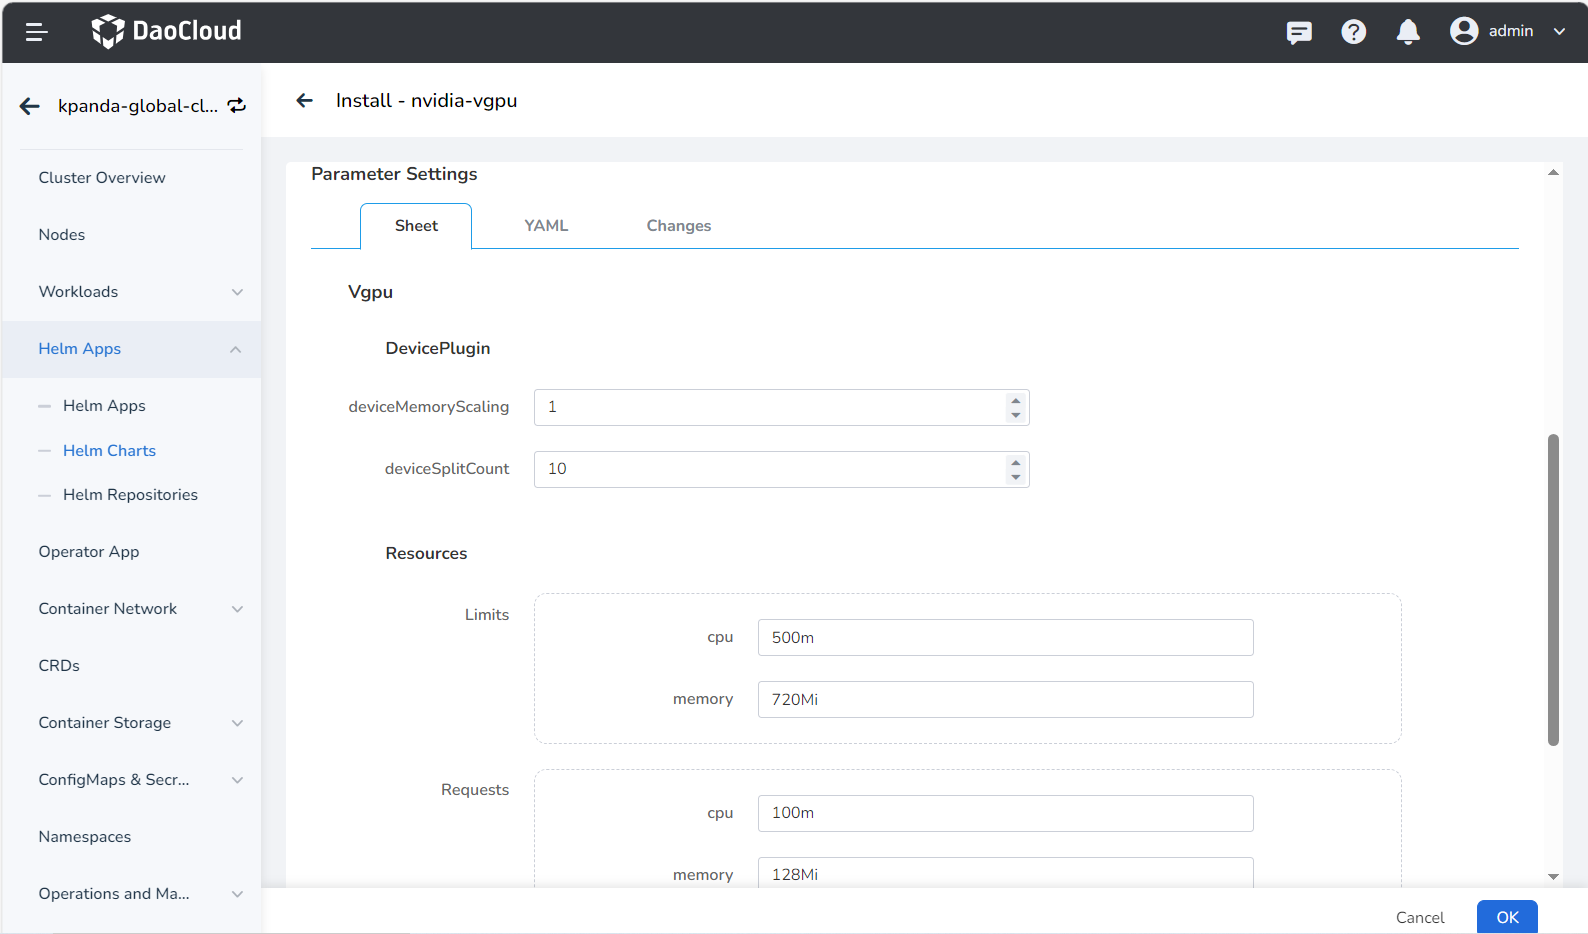 DaoCloud
admin
kpanda-global-cl...
Install - nvidia-vgpu
Cluster Overview
Nodes
Workloads
Helm Apps
Helm Apps
Helm Charts
Helm Repositories
Operator App
Container Network
CRDs
Container Storage
ConfigMaps & Secr...
Namespaces
Operations and Ma...
Parameter Settings
Sheet YAML Changes
Vgpu
DevicePlugin
deviceMemoryScaling 1
deviceSplitCount 10
Resources
Limits
cpu 500m
memory 720Mi
Requests
cpu 100m
memory 128Mi
Cancel OK